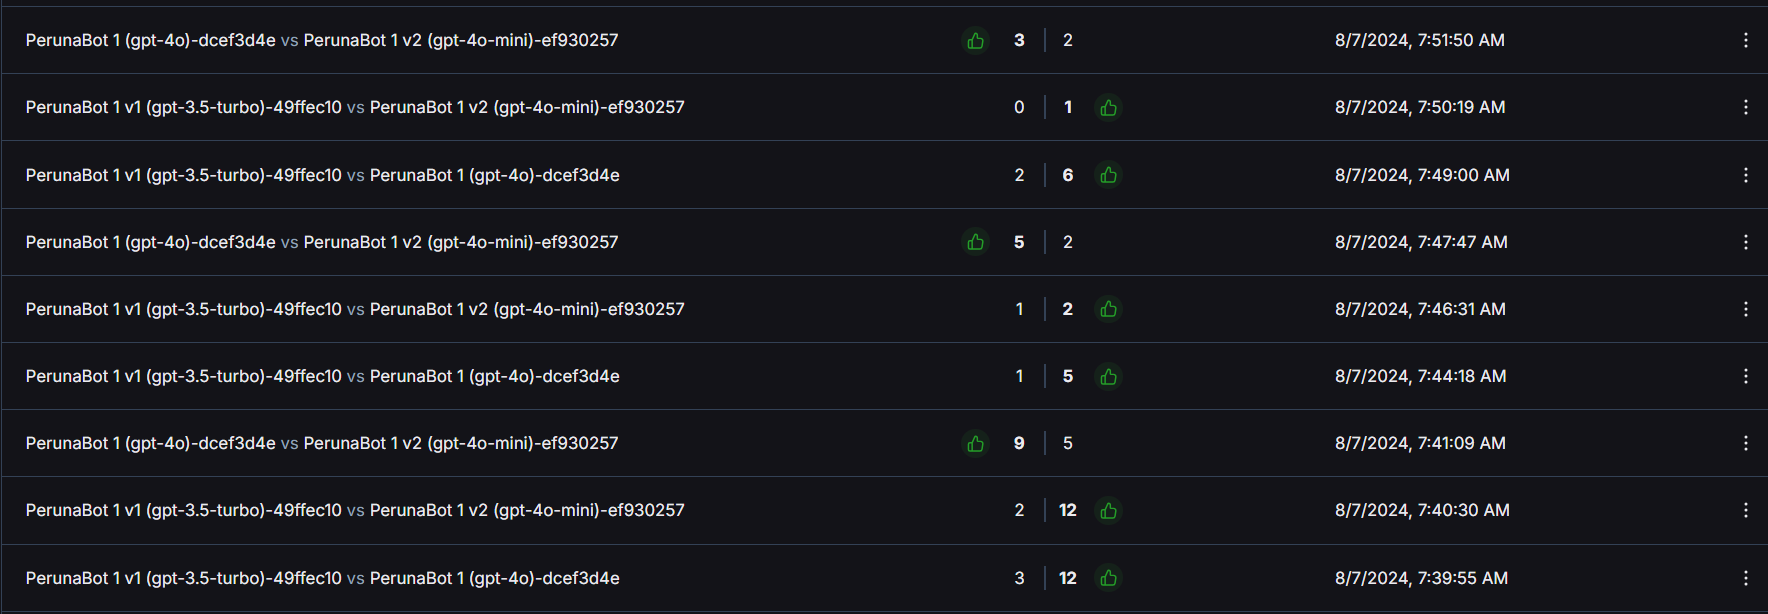 PerunaBot 1 (gpt-4o)-dcef3d4e vs PerunaBot 1 v2 (gpt-4o-mini)-ef930257 3 2 8/7/2024, 7:51:50 AM
PerunaBot 1 v1 (gpt-3.5-turbo)-49ffec10 vs PerunaBot 1 v2 (gpt-4o-mini)-ef930257 0 1 8/7/2024, 7:50:19 AM
PerunaBot 1 v1 (gpt-3.5-turbo)-49ffec10 vs PerunaBot 1 (gpt-4o)-dcef3d4e 2 6 8/7/2024, 7:49:00 AM
PerunaBot 1 (gpt-4o)-dcef3d4e vs PerunaBot 1 v2 (gpt-4o-mini)-ef930257 5 2 8/7/2024, 7:47:47 AM
PerunaBot 1 v1 (gpt-3.5-turbo)-49ffec10 vs PerunaBot 1 v2 (gpt-4o-mini)-ef930257 1 2 8/7/2024, 7:46:31 AM
PerunaBot 1 v1 (gpt-3.5-turbo)-49ffec10 vs PerunaBot 1 (gpt-4o)-dcef3d4e 1 5 8/7/2024, 7:44:18 AM
PerunaBot 1 (gpt-4o)-dcef3d4e vs PerunaBot 1 v2 (gpt-4o-mini)-ef930257 9 5 8/7/2024, 7:41:09 AM
PerunaBot 1 v1 (gpt-3.5-turbo)-49ffec10 vs PerunaBot 1 v2 (gpt-4o-mini)-ef930257 2 12 8/7/2024, 7:40:30 AM
PerunaBot 1 v1 (gpt-3.5-turbo)-49ffec10 vs PerunaBot 1 (gpt-4o)-dcef3d4e 3 12 8/7/2024, 7:39:55 AM